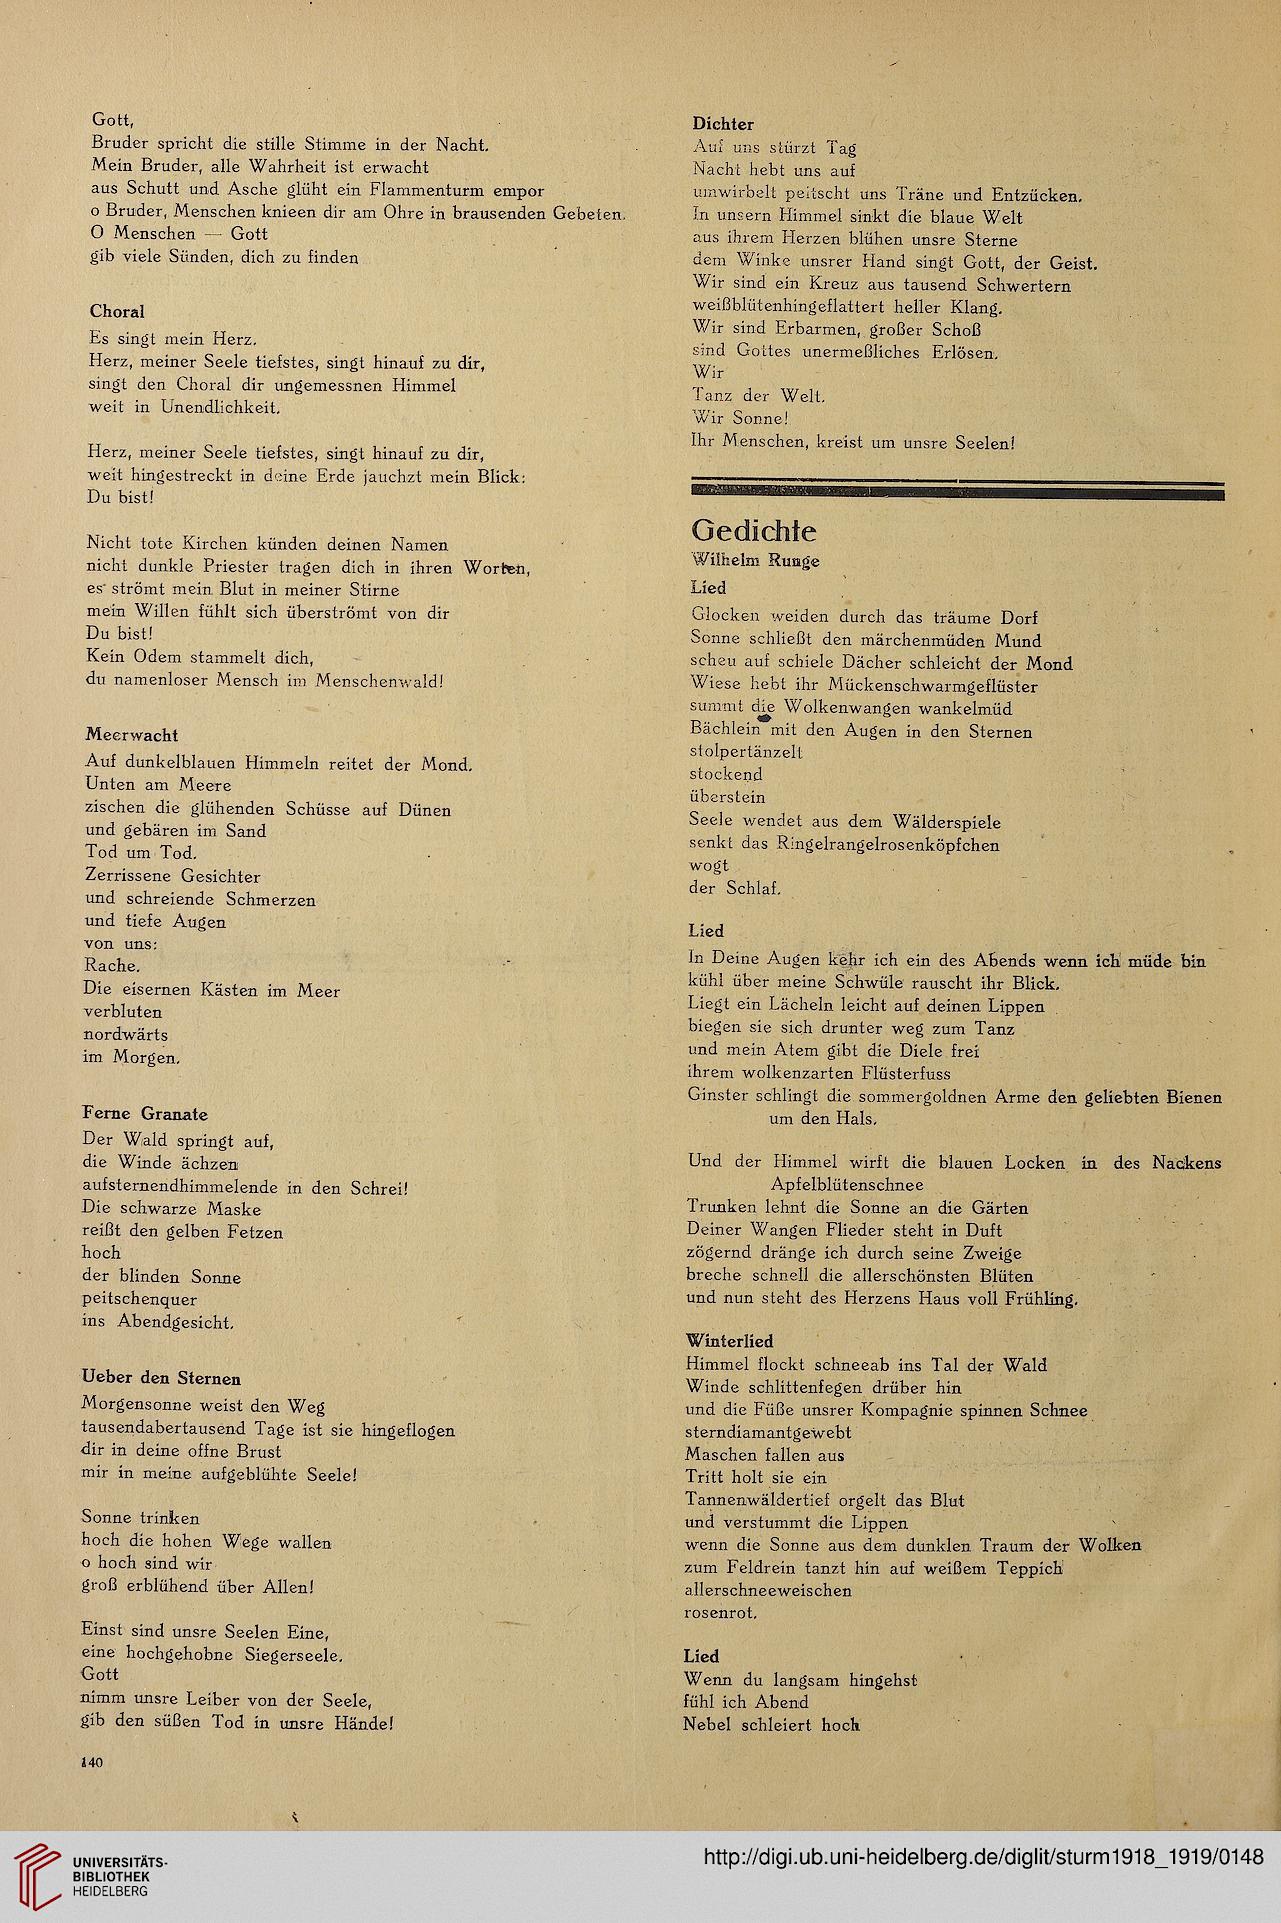 Gott,
Bruder spricht die stille Stimme in der Nacht.
Mein Bruder, alle Wahrheit ist erwacht
aus Schutt und Asche glüht ein Flammenturm empor
o Bruder, Menschen knieen dir am Ohre in brausenden Gebeten.
O Menschen — Gott
gib viele Sünden, dich zu finden
Choral
Es singt mein Herz.
Herz, meiner Seele tiefstes, singt hinauf zu dir,
singt den Choral dir ungemessnen Himmel
weit in Unendlichkeit.
Herz, meiner Seele tiefstes, singt hinauf zu dir,
weit hingestreckt in deine Erde jauchzt mein Blick:
Du bist!
Nicht tote Kirchen künden deinen Namen
nicht dunkle Priester tragen dich in ihren Worten,
es strömt mein Blut in meiner Stirne
mein Willen fühlt sich überströmt von dir
Du bist!
Kein Odem stammelt dich,
du namenloser Mensch im Menschenwald!
Meerwacht
Auf dunkelblauen Himmeln reitet der Mond.
Unten am Meere
zischen die glühenden Schüsse auf Dünen
und gebären im Sand
Tod um Tod.
Zerrissene Gesichter
und schreiende Schmerzen
und tiefe Augen
von uns:
Rache.
Die eisernen Kästen im Meer
verbluten
nordwärts
im Morgen.
Ferne Granate
Der Wald springt auf,
die Winde ächzen
aufsternendhimmelende in den Schrei!
Die schwarze Maske
reißt den gelben Fetzen
hoch
der blinden Sonne
peitschenquer
ins Abendgesicht.
Ueber den Sternen
Morgensonne weist den Weg
tausendabertausend Tage ist sie hingeflogen
dir in deine offne Brust
mir in meine aufgeblühte Seele!
Sonne trinken
hoch die hohen Wege wallen
o hoch sind wir
groß erblühend über Allen!
Einst sind unsre Seelen Eine,
eine hochgehobne Siegerseele.
Gott
nimm unsre Leiber von der Seele,
gib den süßen Tod in unsre Hände!
140
Dichter
Auf uns stürzt Tag
Nacht hebt uns auf
umwirbelt peitscht uns Träne und Entzücken.
In unsern Himmel sinkt die blaue Welt
aus ihrem Herzen blühen unsre Sterne
dem Winke unsrer Hand singt Gott, der Geist.
Wir sind ein Kreuz aus tausend Schwertern
weißblütenhingeflattert heller Klang.
Wir sind Erbarmen, großer Schoß
sind Gottes unermeßliches Erlösen.
Wir
Tanz der Welt.
Wir Sonne!
Ihr Menschen, kreist um unsre Seelen!
Gedichte
Wilhelm Runge
Lied
Glocken weiden durch das träume Dorf
Sonne schließt den märchenmüden Mund
scheu auf schiele Dächer schleicht der Mond
Wiese hebt ihr Mückenschwarmgeflüster
summt die Wolkenwangen wankelmüd
Bächlein mit den Augen in den Sternen
stolpertänzelt
stockend
überstein
Seele wendet aus dem Wälderspiele
senkt das Ringelrangelrosenköpfchen
wogt
der Schlaf.
Lied
In Deine Augen kehr ich ein des Abends wenn ich müde bin
kühl über meine Schwüle rauscht ihr Blick.
Liegt ein Lächeln leicht auf deinen Lippen
biegen sie sich drunter weg zum Tanz
und mein Atem gibt die Diele frei
ihrem wolkenzarten Flüsterfuss
Ginster schlingt die sommergoldnen Arme den geliebten Bienen
um den Hals.
Und der Himmel wirft die blauen Locken in des Nackens
Apfelblütenschnee
Trunken lehnt die Sonne an die Gärten
Deiner Wangen Flieder steht in Duft
zögernd dränge ich durch seine Zweige
breche schnell die allerschönsten Blüten
und nun steht des Herzens Haus voll Frühling.
Winterlied
Himmel flockt schneeab ins Tal der Wald
Winde schlittenfegen drüber hin
und die Füße unsrer Kompagnie spinnen Schnee
sterndiamantgewebt
Maschen fallen aus
Tritt holt sie ein
Tannenwäldertief orgelt das Blut
und verstummt die Lippen
wenn die Sonne aus dem dunklen Traum der Wolken
zum Feldrein tanzt hin auf weißem Teppich
allerschneeweischen
rosenrot.
Lied
Wenn du langsam hingehst
fühl ich Abend
Nebel schleiert hoch
UNIVERSITÄTS-
BIBLIOTHEK
HEIDELBERG
http://digi.ub.uni-heidelberg.de/diglit/sturm1918_1919/0148